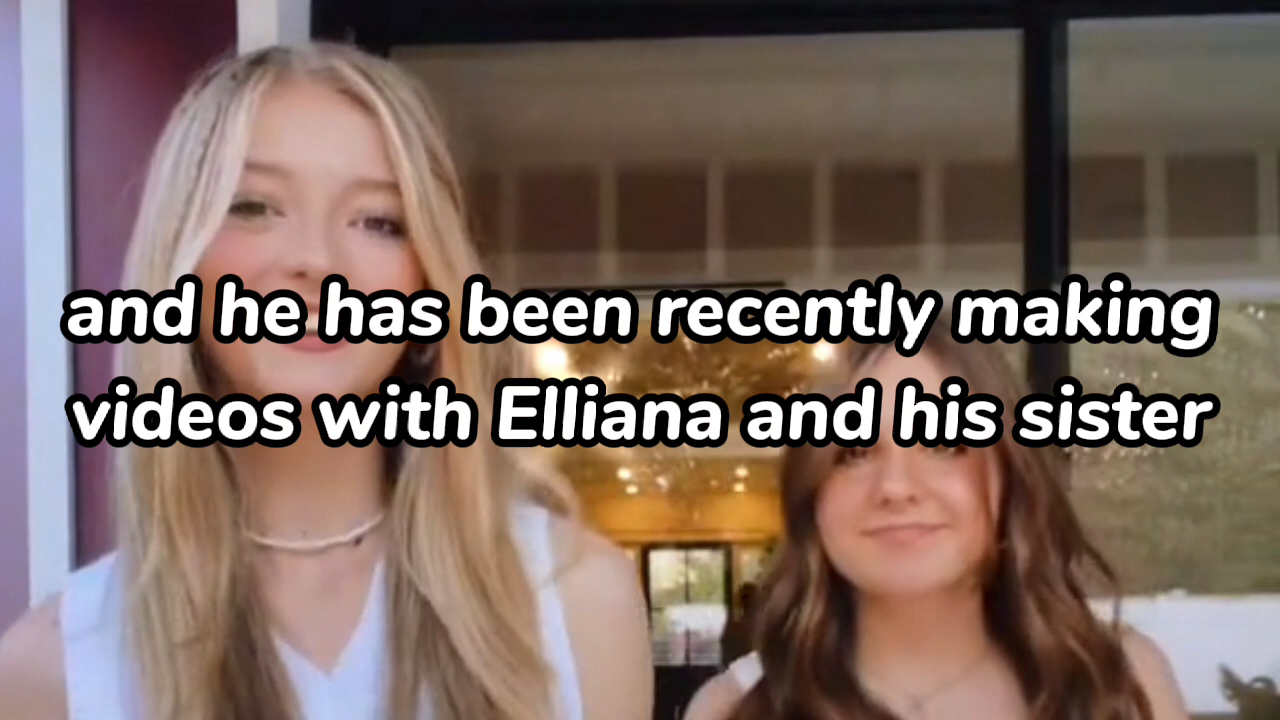 and he has been recently making
videos with Elliana and his sister